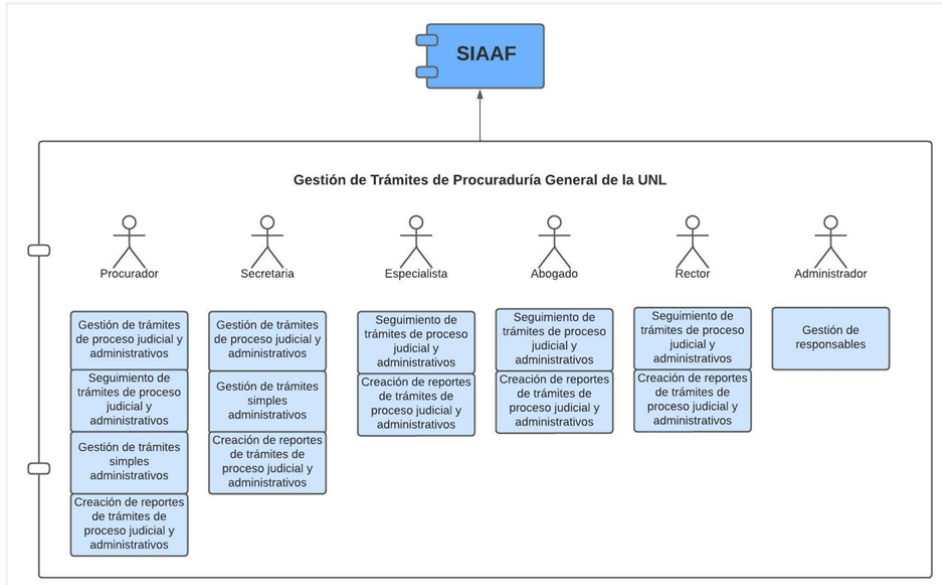 SIAAF
Gestión de Trámites de Procuraduría General de la UNL
Procurador
Secretaria
Especialista
Abogado
Rector
Administrador
Gestión de trámites
de proceso judicial y
administrativos
Seguimiento de
trámites de proceso
judicial y
administrativos
Gestión de trámites
simples
administrativos
Creación de reportes
de trámites de
proceso judicial y
administrativos
Gestión de trámites
de proceso judicial y
administrativos
Gestión de trámites
simples
administrativos
Creación de reportes
de trámites de
proceso judicial y
administrativos
Seguimiento de
trámites de proceso
judicial y
administrativos
Creación de reportes
de trámites de
proceso judicial y
administrativos
Seguimiento de
trámites de proceso
judicial y
administrativos
Creación de reportes
de trámites de
proceso judicial y
administrativos
Seguimiento de
trámites de proceso
judicial y
administrativos
Creación de reportes
de trámites de
proceso judicial y
administrativos
Gestión de
responsables